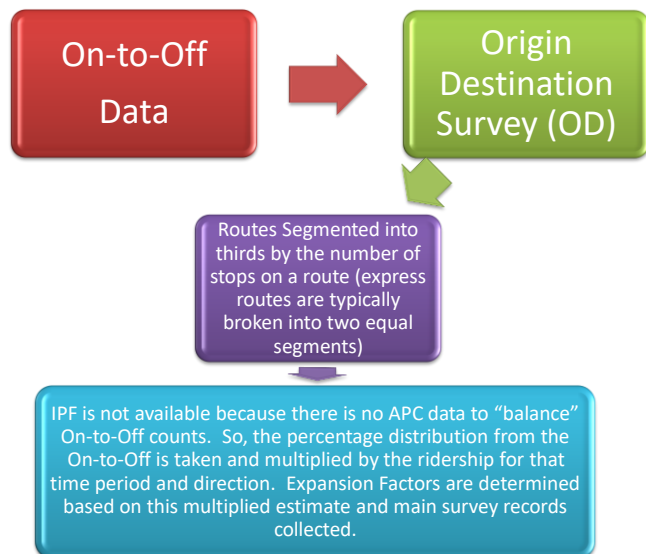 On-to-Off
Data
Origin
Destination
Survey (OD)
Routes Segmented into
thirds by the number of
stops on a route (express
routes are typically
broken into two equal
segments)
IPF is not available because there is no APC data to “balance”
On-to-Off counts.  So, the percentage distribution from the
On-to-Off is taken and multiplied by the ridership for that
time period and direction.  Expansion Factors are determined
based on this multiplied estimate and main survey records
collected.